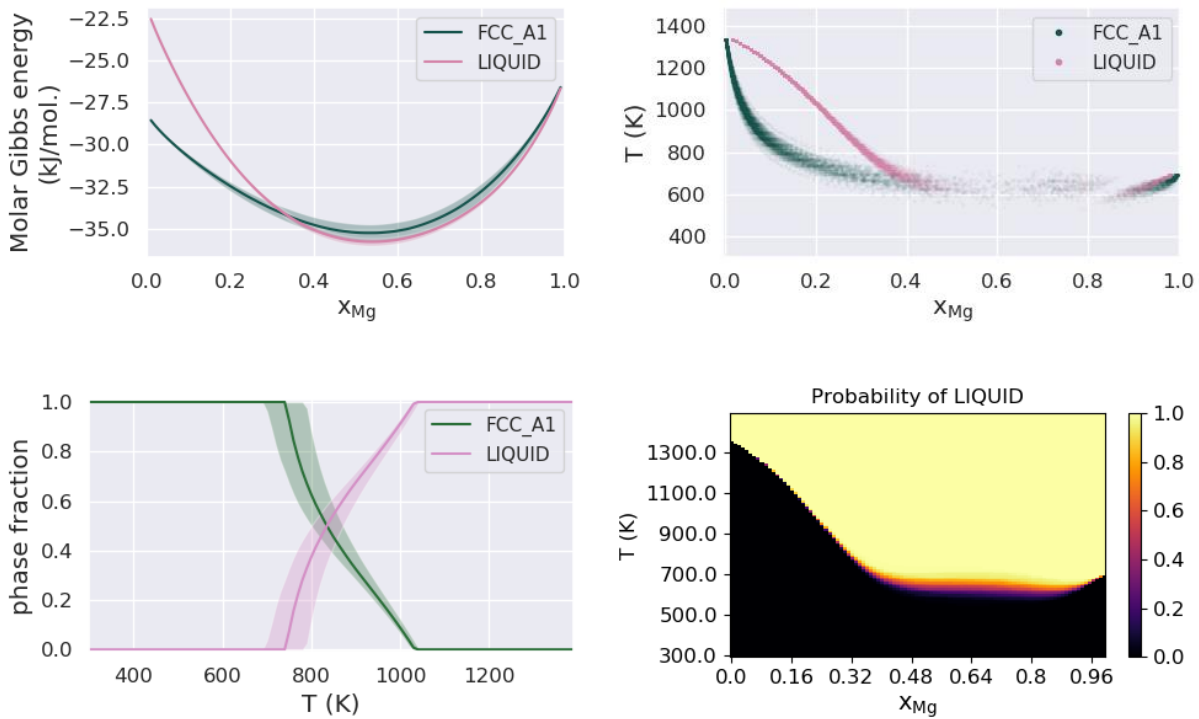 Molar Gibbs energy
(kJ/mol.)
−22.5
−25.0
−27.5
−30.0
−32.5
−35.0
0.0 0.2 0.4 0.6 0.8 1.0
xMg
FCC_A1
LIQUID
T (K)
1400
1200
1000
800
600
400
0.0 0.2 0.4 0.6 0.8 1.0
xMg
FCC_A1
LIQUID
phase fraction
1.0
0.8
0.6
0.4
0.2
0.0
400 600 800 1000 1200
T (K)
FCC_A1
LIQUID
Probability of LIQUID
T (K)
1300.0
1100.0
900.0
700.0
500.0
300.0
0.0 0.16 0.32 0.48 0.64 0.8 0.96
xMg
1.0
0.8
0.6
0.4
0.2
0.0